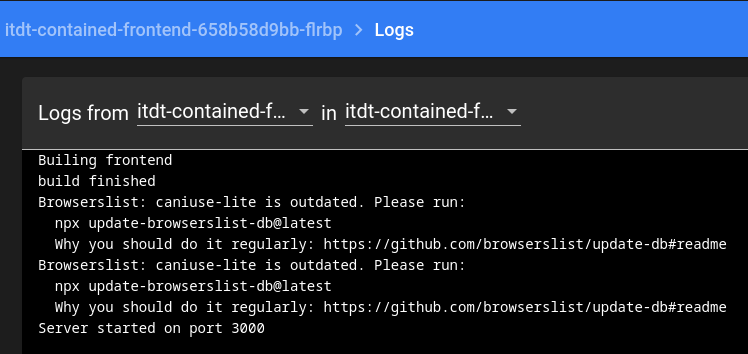 itdt-contained-frontend-658b58d9bb-flrbp > Logs
Logs from itdt-contained-f... in itdt-contained-f...
Builing frontend
build finished
Browserslist: caniuse-lite is outdated. Please run:
  npx update-browserslist-db@latest
  Why you should do it regularly: https://github.com/browserslist/update-db#readme
Browserslist: caniuse-lite is outdated. Please run:
  npx update-browserslist-db@latest
  Why you should do it regularly: https://github.com/browserslist/update-db#readme
Server started on port 3000